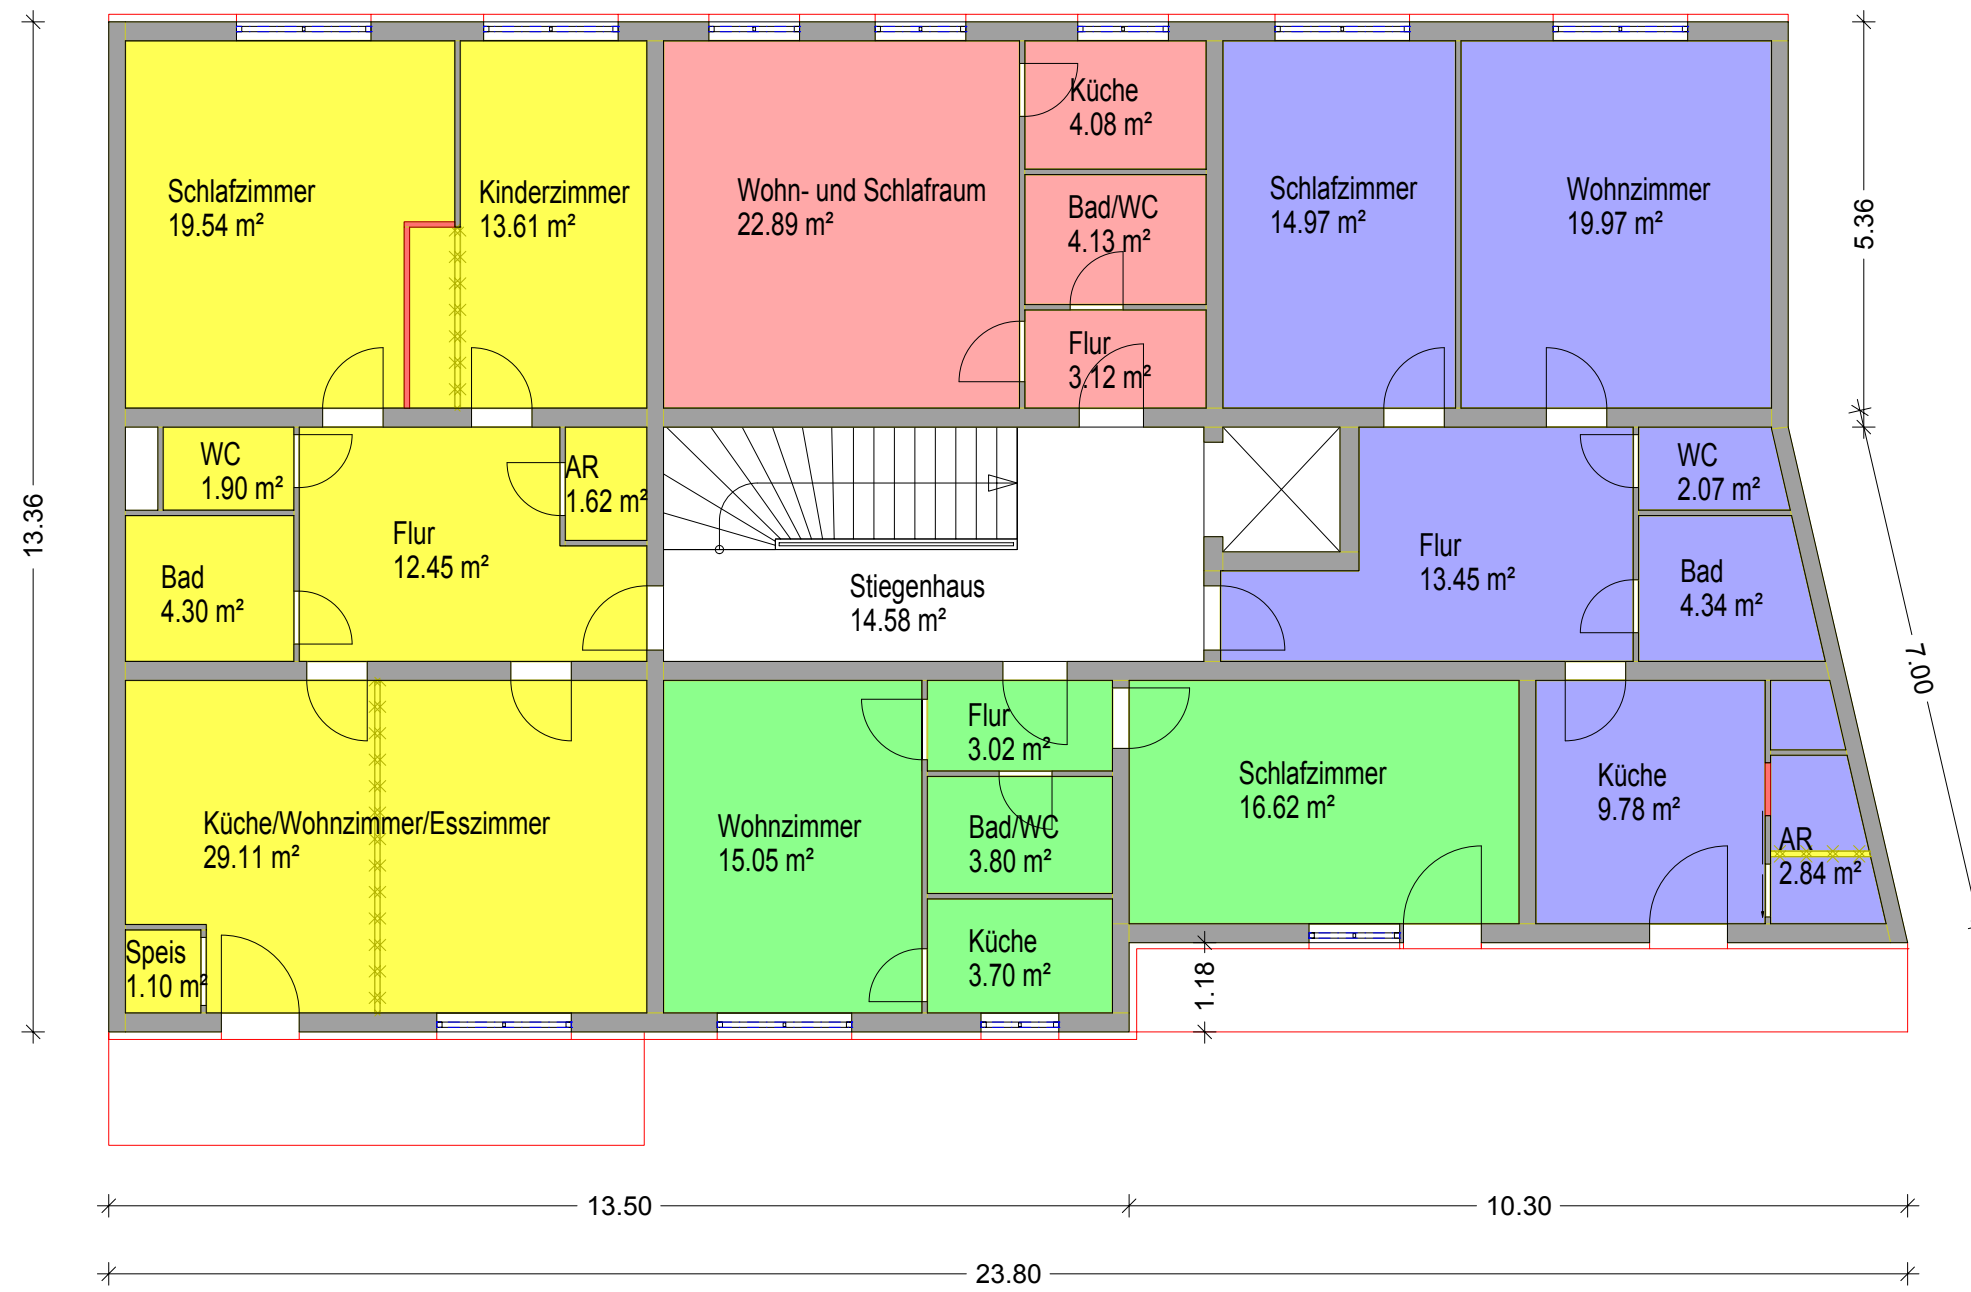 Schlafzimmer
19.54 m²
Kinderzimmer
13.61 m²
Wohn- und Schlafraum
22.89 m²
Küche
4.08 m²
Bad/WC
4.13 m²
Flur
3.12 m²
Schlafzimmer
14.97 m²
Wohnzimmer
19.97 m²
5.36
13.36
WC
1.90 m²
AR
1.62 m²
Flur
12.45 m²
Bad
4.30 m²
Stiegenhaus
14.58 m²
Flur
13.45 m²
WC
2.07 m²
Bad
4.34 m²
7.00
Küche/Wohnzimmer/Esszimmer
29.11 m²
Speis
1.10 m²
Wohnzimmer
15.05 m²
Flur
3.02 m²
Bad/WC
3.80 m²
Küche
3.70 m²
Schlafzimmer
16.62 m²
Küche
9.78 m²
AR
2.84 m²
1.18
13.50
10.30
23.80